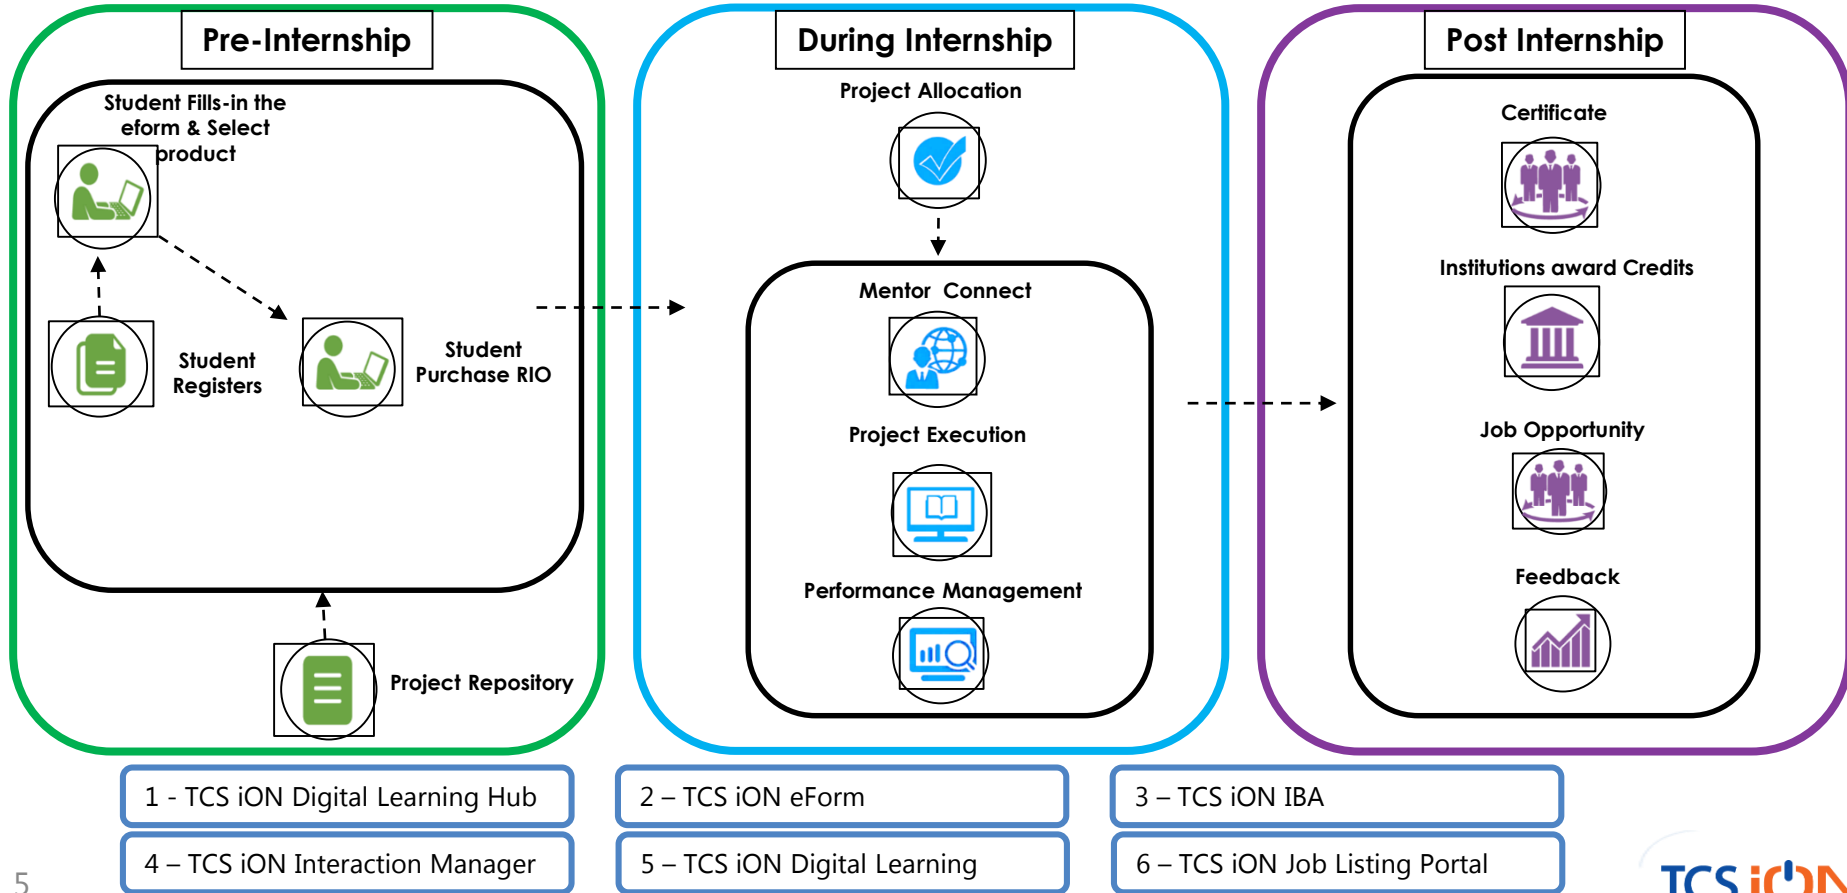 Pre-Internship
Student Fills-in the
eform & Select
product
Student
Registers
Student
Purchase RIO
Project Repository
During Internship
Project Allocation
Mentor Connect
Project Execution
Performance Management
Post Internship
Certificate
Institutions award Credits
Job Opportunity
Feedback
1 - TCS iON Digital Learning Hub
2 – TCS iON eForm
3 – TCS iON IBA
4 – TCS iON Interaction Manager
5 – TCS iON Digital Learning
6 – TCS iON Job Listing Portal
5
TCS iON